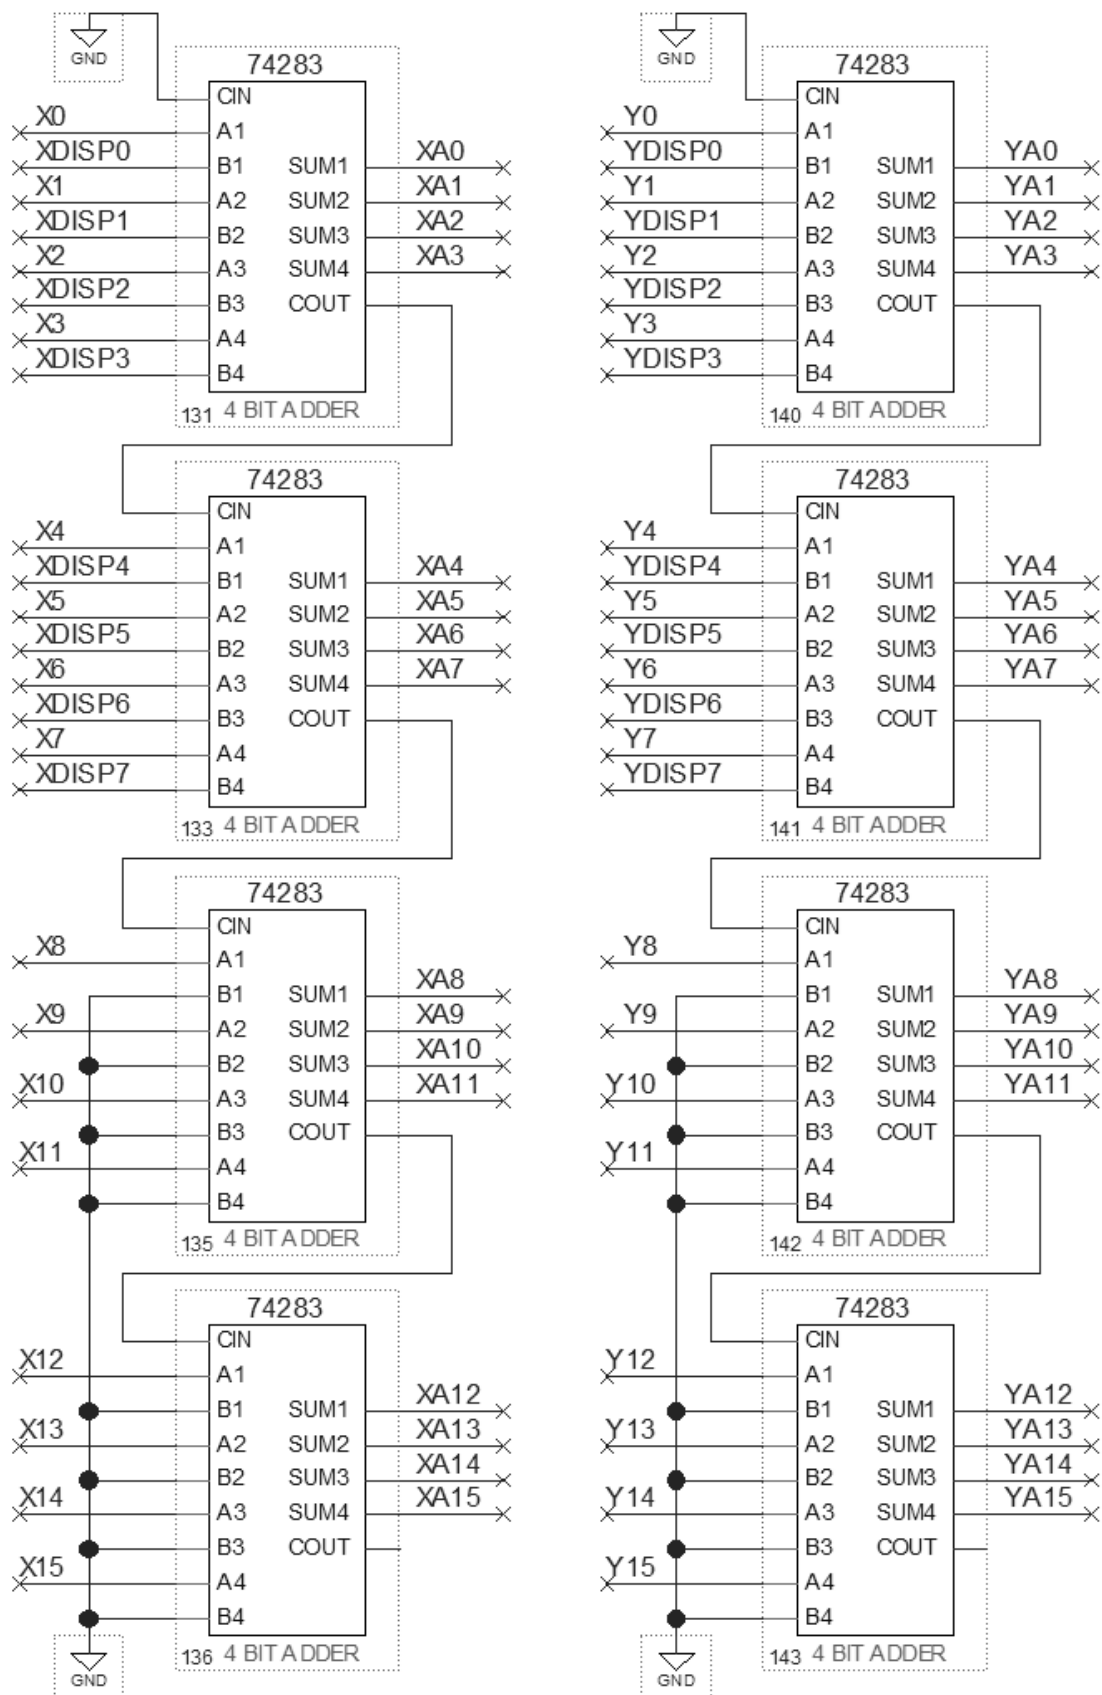 GND
74283
CIN
X0 A1
XDISP0 B1 SUM1 XA0
X1 A2 SUM2 XA1
XDISP1 B2 SUM3 XA2
X2 A3 SUM4 XA3
XDISP2 B3 COUT
X3 A4
XDISP3 B4
131 4 BIT ADDER
74283
CIN
X4 A1
XDISP4 B1 SUM1 XA4
X5 A2 SUM2 XA5
XDISP5 B2 SUM3 XA6
X6 A3 SUM4 XA7
XDISP6 B3 COUT
X7 A4
XDISP7 B4
133 4 BIT ADDER
74283
CIN
X8 A1
B1 SUM1 XA8
X9 A2 SUM2 XA9
B2 SUM3 XA10
X10 A3 SUM4 XA11
B3 COUT
X11 A4
B4
135 4 BIT ADDER
74283
CIN
X12 A1
B1 SUM1 XA12
X13 A2 SUM2 XA13
B2 SUM3 XA14
X14 A3 SUM4 XA15
B3 COUT
X15 A4
B4
136 4 BIT ADDER
GND
GND
74283
CIN
Y0 A1
YDISP0 B1 SUM1 YA0
Y1 A2 SUM2 YA1
YDISP1 B2 SUM3 YA2
Y2 A3 SUM4 YA3
YDISP2 B3 COUT
Y3 A4
YDISP3 B4
140 4 BIT ADDER
74283
CIN
Y4 A1
YDISP4 B1 SUM1 YA4
Y5 A2 SUM2 YA5
YDISP5 B2 SUM3 YA6
Y6 A3 SUM4 YA7
YDISP6 B3 COUT
Y7 A4
YDISP7 B4
141 4 BIT ADDER
74283
CIN
Y8 A1
B1 SUM1 YA8
Y9 A2 SUM2 YA9
B2 SUM3 YA10
Y10 A3 SUM4 YA11
B3 COUT
Y11 A4
B4
142 4 BIT ADDER
74283
CIN
Y12 A1
B1 SUM1 YA12
Y13 A2 SUM2 YA13
B2 SUM3 YA14
Y14 A3 SUM4 YA15
B3 COUT
Y15 A4
B4
143 4 BIT ADDER
GND